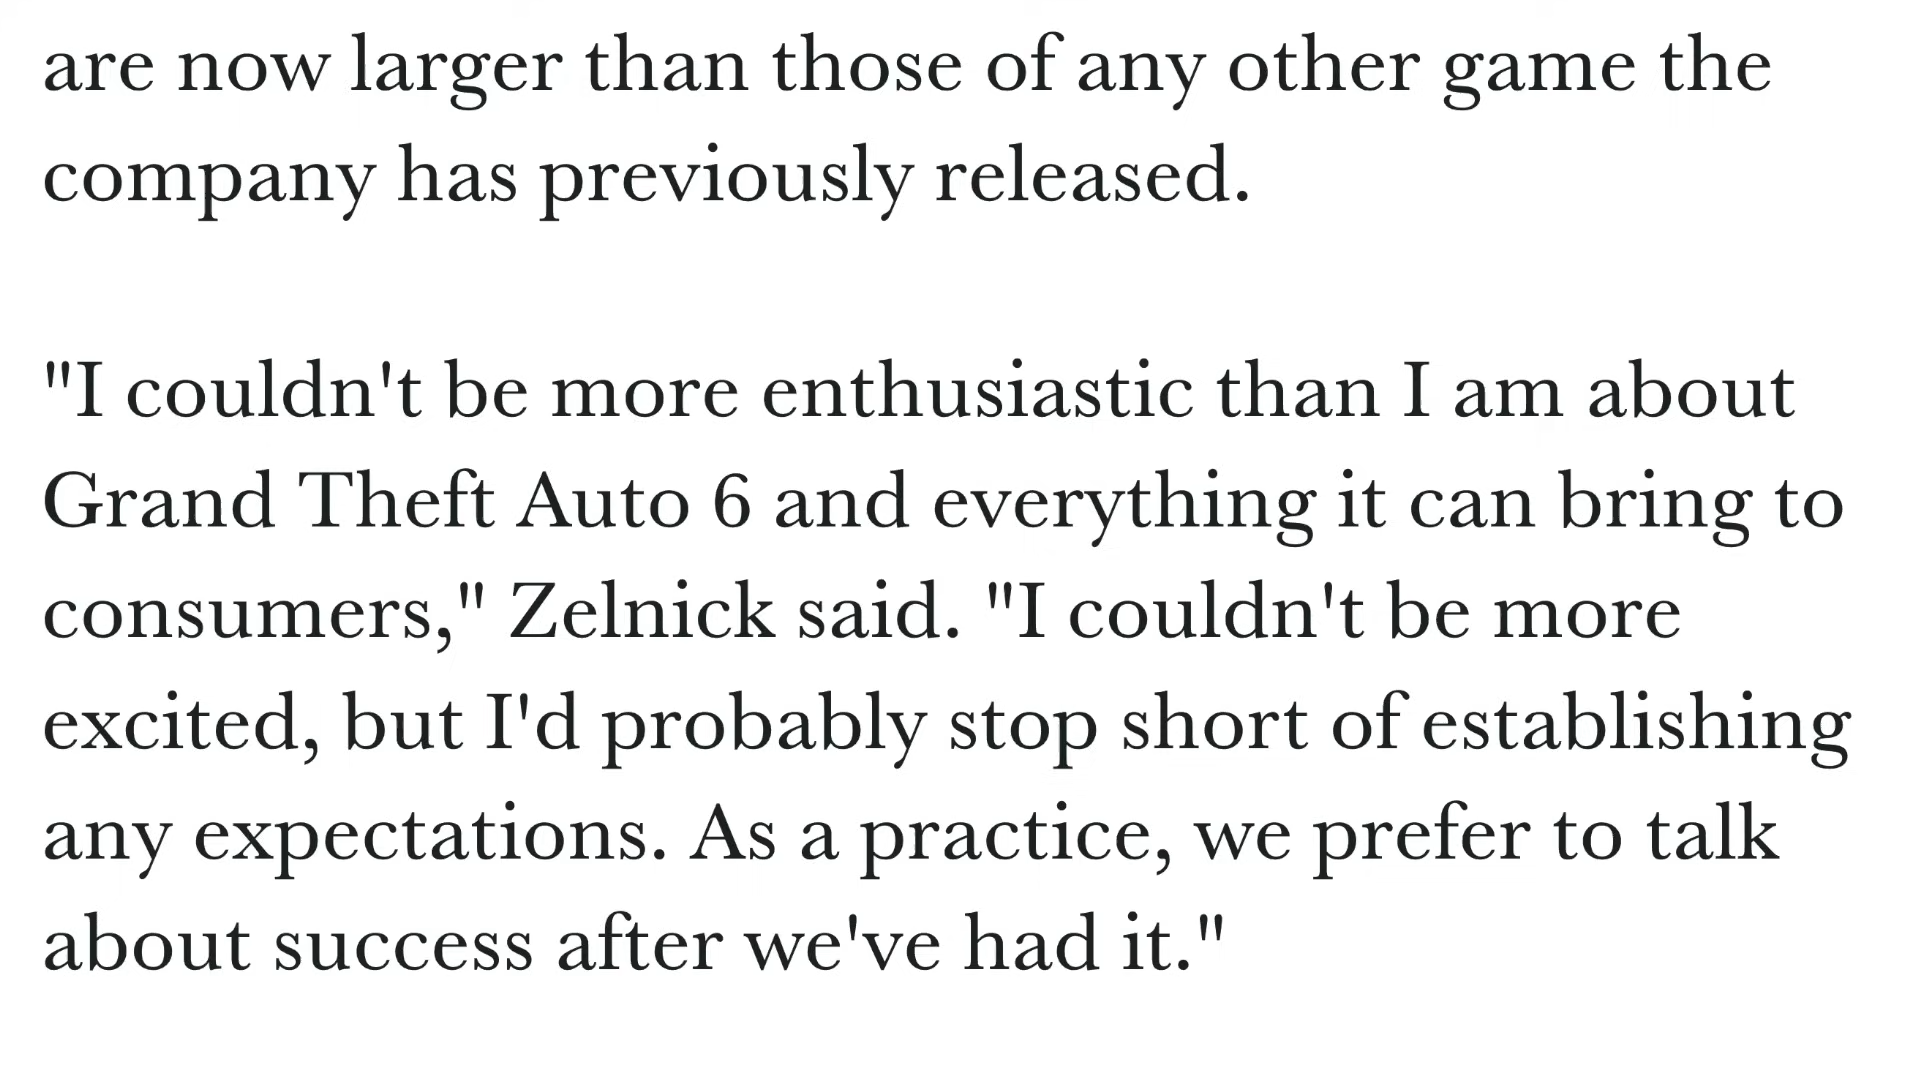 are now larger than those of any other game the
company has previously released.
"I couldn't be more enthusiastic than I am about
Grand Theft Auto 6 and everything it can bring to
consumers," Zelnick said. "I couldn't be more
excited, but I'd probably stop short of establishing
any expectations. As a practice, we prefer to talk
about success after we've had it."